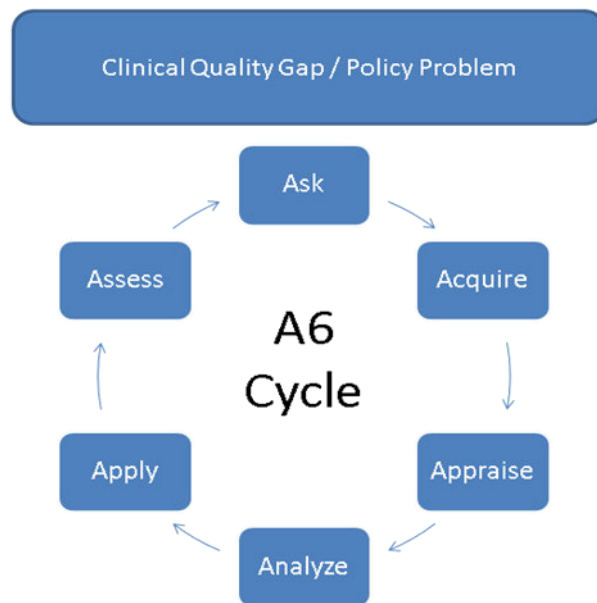 Clinical Quality Gap / Policy Problem
Ask
Assess
Acquire
A6
Cycle
Apply
Appraise
Analyze